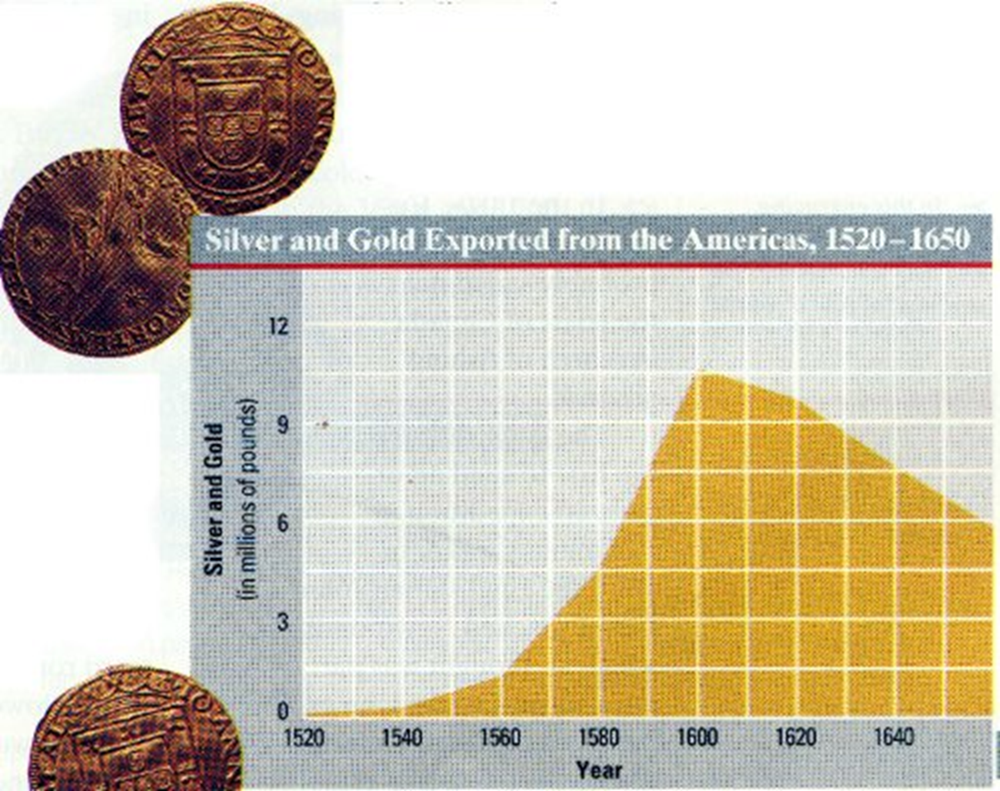 Silver and Gold Exported from the Americas, 1520–1650
12
9
6
3
0
Silver and Gold
(in millions of pounds)
1520 1540 1560 1580 1600 1620 1640
Year